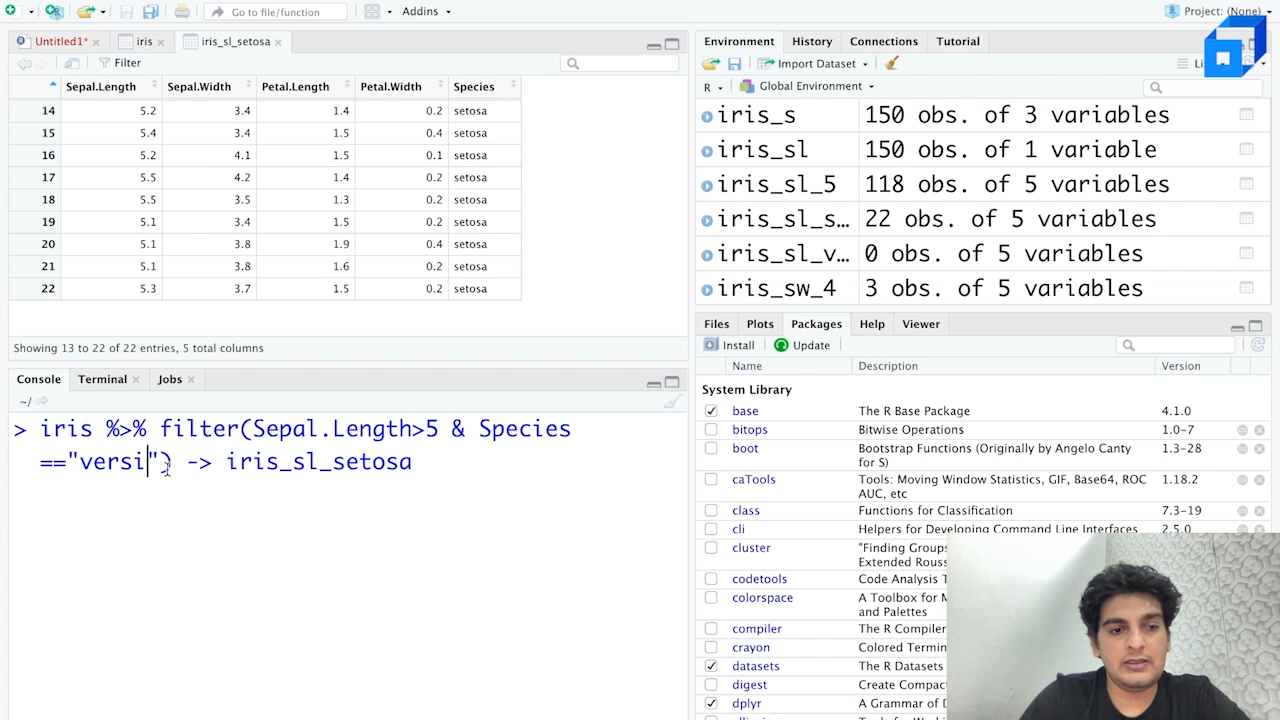 Go to file/function
Addins
Project: (None)
Untitled1*
iris
iris_sl_setosa
Filter
Sepal.Length Sepal.Width Petal.Length Petal.Width Species
14 5.2 3.4 1.4 0.2 setosa
15 5.4 3.4 1.5 0.4 setosa
16 5.2 4.1 1.5 0.1 setosa
17 5.5 4.2 1.4 0.2 setosa
18 5.5 3.5 1.3 0.2 setosa
19 5.1 3.4 1.5 0.2 setosa
20 5.1 3.8 1.9 0.4 setosa
21 5.1 3.8 1.6 0.2 setosa
22 5.3 3.7 1.5 0.2 setosa
Showing 13 to 22 of 22 entries, 5 total columns
Console Terminal Jobs
~/
> iris %>% filter(Sepal.Length>5 & Species
=="versi") -> iris_sl_setosa
Environment History Connections Tutorial
Import Dataset
R Global Environment
iris_s 150 obs. of 3 variables
iris_sl 150 obs. of 1 variable
iris_sl_5 118 obs. of 5 variables
iris_sl_s... 22 obs. of 5 variables
iris_sl_v... 0 obs. of 5 variables
iris_sw_4 3 obs. of 5 variables
Files Plots Packages Help Viewer
Install Update
Name Description Version
System Library
base The R Base Package 4.1.0
bitops Bitwise Operations 1.0-7
boot Bootstrap Functions (Originally by Angelo Canty for S) 1.3-28
caTools Tools: Moving Window Statistics, GIF, Base64, ROC AUC, etc 1.18.2
class Functions for Classification 7.3-19
cli Helpers for Developing Command Line Interfaces 2.5.0
cluster "Finding Groups
Extended Rous
codetools Code Analysis T
colorspace A Toolbox for M
and Palettes
compiler The R Compiler
crayon Colored Termin
datasets The R Datasets
digest Create Compac
dplyr A Grammar of D